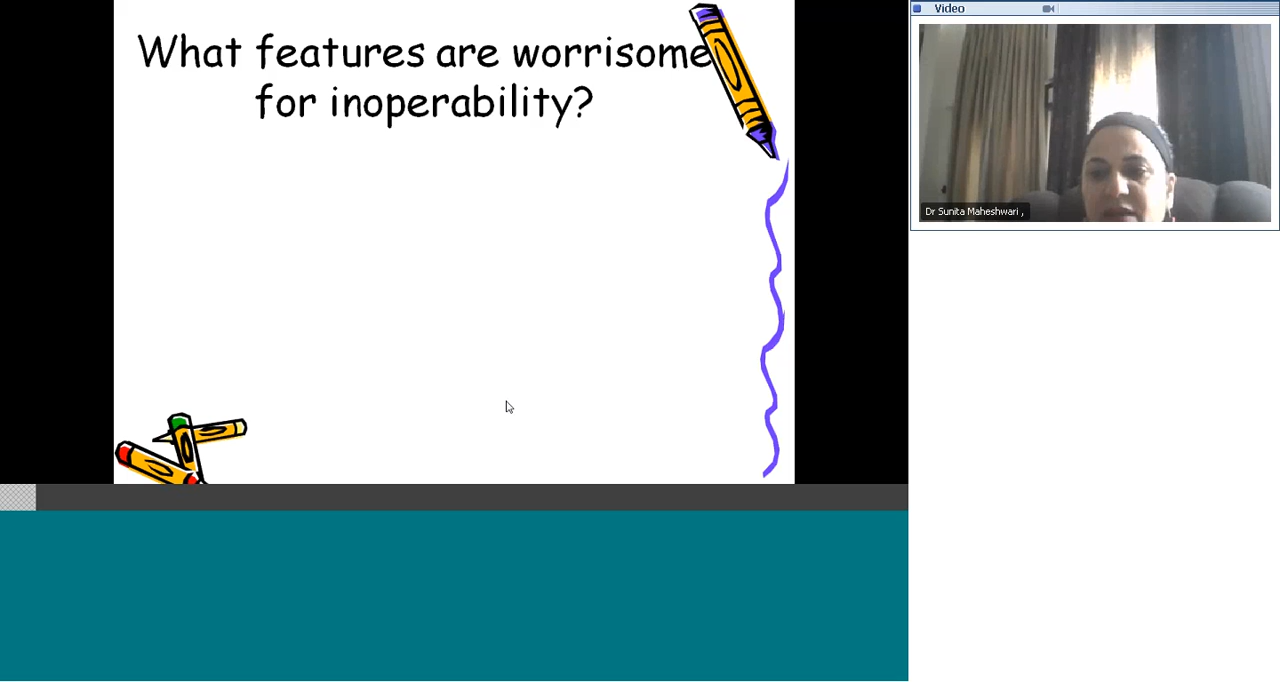 What features are worrisome
for inoperability?
Video
Dr Sunita Maheshwari ,